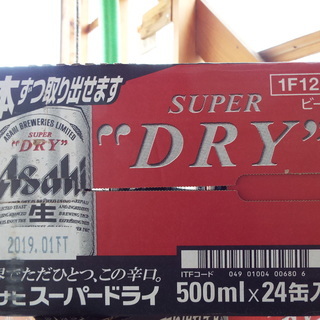 本ずつ取り出せます
1F12
ASAHI BREWERIES LIMITED
SUPER
"DRY"
SUPER
"DRY"
Asahi
生
2019.01FT
でただひとつ、この辛口。
スーパードライ
ITFコード 049 01004 00680 6
500ml×24缶入